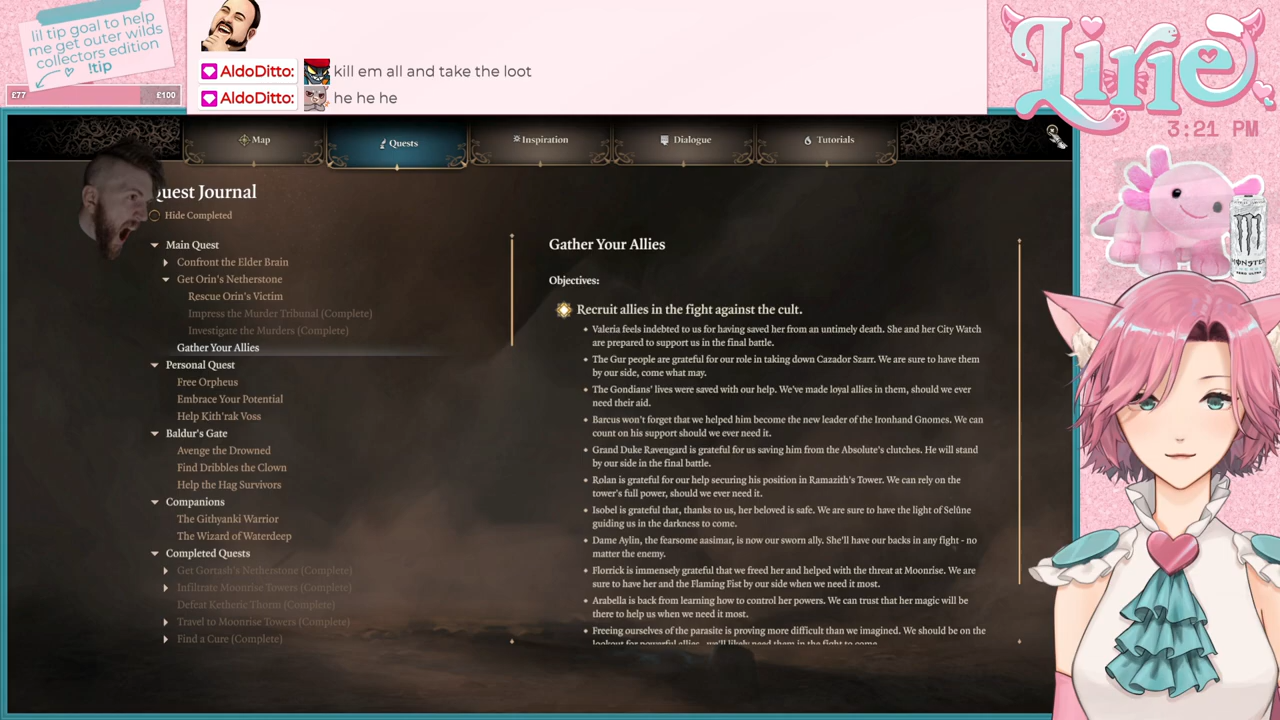 lil tip goal to help
me get outer wilds
collectors edition
!tip
£77
£100
AldoDitto: kill em all and take the loot
AldoDitto: he he he
Lirie
3:21 PM
Map
Quests
Inspiration
Dialogue
Tutorials
Quest Journal
Hide Completed
Main Quest
Confront the Elder Brain
Get Orin's Netherstone
Rescue Orin's Victim
Impress the Murder Tribunal (Complete)
Investigate the Murders (Complete)
Gather Your Allies
Personal Quest
Free Orpheus
Embrace Your Potential
Help Kith'rak Voss
Baldur's Gate
Avenge the Drowned
Find Dribbles the Clown
Help the Hag Survivors
Companions
The Githyanki Warrior
The Wizard of Waterdeep
Completed Quests
Get Gortash's Netherstone (Complete)
Infiltrate Moonrise Towers (Complete)
Defeat Ketheric Thorm (Complete)
Travel to Moonrise Towers (Complete)
Find a Cure (Complete)
Gather Your Allies
Objectives:
Recruit allies in the fight against the cult.
• Valeria feels indebted to us for having saved her from an untimely death. She and her City Watch
are prepared to support us in the final battle.
• The Gur people are grateful for our role in taking down Cazador Szarr. We are sure to have them
by our side, come what may.
• The Gondians' lives were saved with our help. We've made loyal allies in them, should we ever
need their aid.
• Barcus won't forget that we helped him become the new leader of the Ironhand Gnomes. We can
count on his support should we ever need it.
• Grand Duke Ravengard is grateful for us saving him from the Absolute's clutches. He will stand
by our side in the final battle.
• Rolan is grateful for our help securing his position in Ramazith's Tower. We can rely on the
tower's full power, should we ever need it.
• Isobel is grateful that, thanks to us, her beloved is safe. We are sure to have the light of Selûne
guiding us in the darkness to come.
• Dame Aylin, the fearsome aasimar, is now our sworn ally. She'll have our backs in any fight - no
matter the enemy.
• Florrick is immensely grateful that we freed her and helped with the threat at Moonrise. We are
sure to have her and the Flaming Fist by our side when we need it most.
• Arabella is back from learning how to control her powers. We can trust that her magic will be
there to help us when we need it most.
• Freeing ourselves of the parasite is proving more difficult than we imagined. We should be on the
lookout for powerful allies - we'll likely need them in the fight to come.
MONSTER